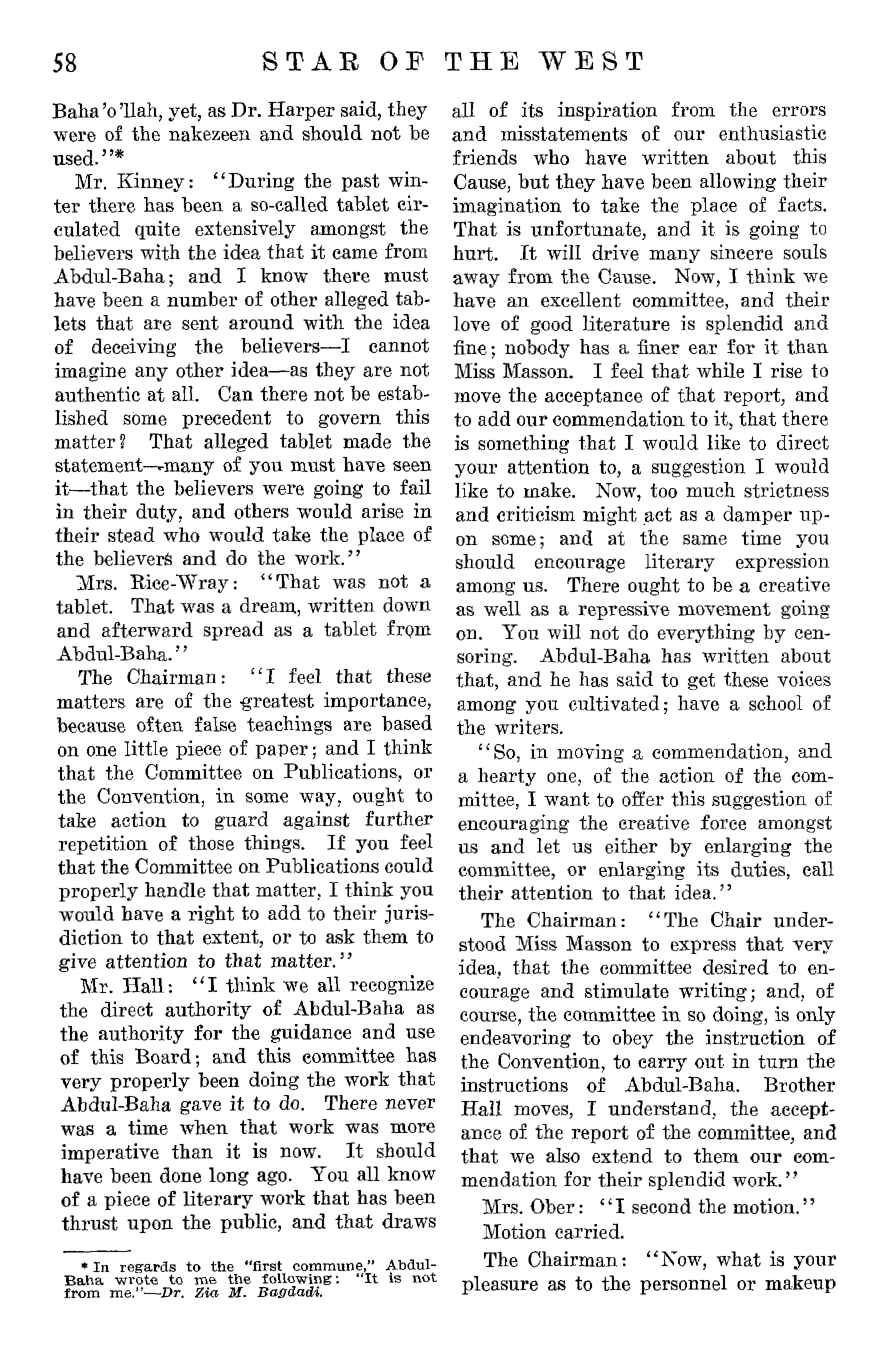 58
STAR OF THE WEST
Baha'o'llah, yet, as Dr. Harper said, they
were of the nakezeen and should not be
used."*
Mr. Kinney: "During the past win-
ter there has been a so-called tablet cir-
culated quite extensively amongst the
believers with the idea that it came from
Abdul-Baha; and I know there must
have been a number of other alleged tab-
lets that are sent around with the idea
of deceiving the believers—I cannot
imagine any other idea—as they are not
authentic at all. Can there not be estab-
lished some precedent to govern this
matter? That alleged tablet made the
statement—many of you must have seen
it—that the believers were going to fail
in their duty, and others would arise in
their stead who would take the place of
the believers and do the work."
Mrs. Rice-Wray: "That was not a
tablet. That was a dream, written down
and afterward spread as a tablet from
Abdul-Baha."
The Chairman: "I feel that these
matters are of the greatest importance,
because often false teachings are based
on one little piece of paper; and I think
that the Committee on Publications, or
the Convention, in some way, ought to
take action to guard against further
repetition of those things. If you feel
that the Committee on Publications could
properly handle that matter, I think you
would have a right to add to their juris-
diction to that extent, or to ask them to
give attention to that matter."
Mr. Hall: "I think we all recognize
the direct authority of Abdul-Baha as
the authority for the guidance and use
of this Board; and this committee has
very properly been doing the work that
Abdul-Baha gave it to do. There never
was a time when that work was more
imperative than it is now. It should
have been done long ago. You all know
of a piece of literary work that has been
thrust upon the public, and that draws
* In regards to the "first commune," Abdul-
Baha wrote to me the following: "It is not
from me."—Dr. Zia M. Bagdadi.
all of its inspiration from the errors
and misstatements of our enthusiastic
friends who have written about this
Cause, but they have been allowing their
imagination to take the place of facts.
That is unfortunate, and it is going to
hurt. It will drive many sincere souls
away from the Cause. Now, I think we
have an excellent committee, and their
love of good literature is splendid and
fine; nobody has a finer ear for it than
Miss Masson. I feel that while I rise to
move the acceptance of that report, and
to add our commendation to it, that there
is something that I would like to direct
your attention to, a suggestion I would
like to make. Now, too much strictness
and criticism might act as a damper up-
on some; and at the same time you
should encourage literary expression
among us. There ought to be a creative
as well as a repressive movement going
on. You will not do everything by cen-
soring. Abdul-Baha has written about
that, and he has said to get these voices
among you cultivated; have a school of
the writers.
"So, in moving a commendation, and
a hearty one, of the action of the com-
mittee, I want to offer this suggestion of
encouraging the creative force amongst
us and let us either by enlarging the
committee, or enlarging its duties, call
their attention to that idea."
The Chairman: "The Chair under-
stood Miss Masson to express that very
idea, that the committee desired to en-
courage and stimulate writing; and, of
course, the committee in so doing, is only
endeavoring to obey the instruction of
the Convention, to carry out in turn the
instructions of Abdul-Baha. Brother
Hall moves, I understand, the accept-
ance of the report of the committee, and
that we also extend to them our com-
mendation for their splendid work."
Mrs. Ober: "I second the motion."
Motion carried.
The Chairman: "Now, what is your
pleasure as to the personnel or makeup